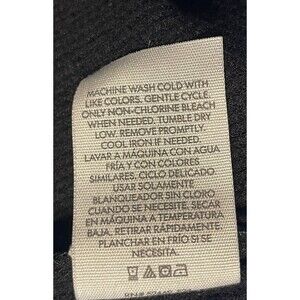 MACHINE WASH COLD WITH
LIKE COLORS. GENTLE CYCLE.
ONLY NON-CHLORINE BLEACH
WHEN NEEDED. TUMBLE DRY
LOW. REMOVE PROMPTLY.
COOL IRON IF NEEDED.
LAVAR A MÁQUINA CON AGUA
FRÍA Y CON COLORES
SIMILARES. CICLO DELICADO
USAR SOLAMENTE
BLANQUEADOR SIN CLORO
CUANDO SE NECESITE. SECAR
EN MÁQUINA A TEMPERATURA
BAJA. RETIRAR RÁPIDAMENTE.
PLANCHAR EN FRÍO SI SE
NECESITA.